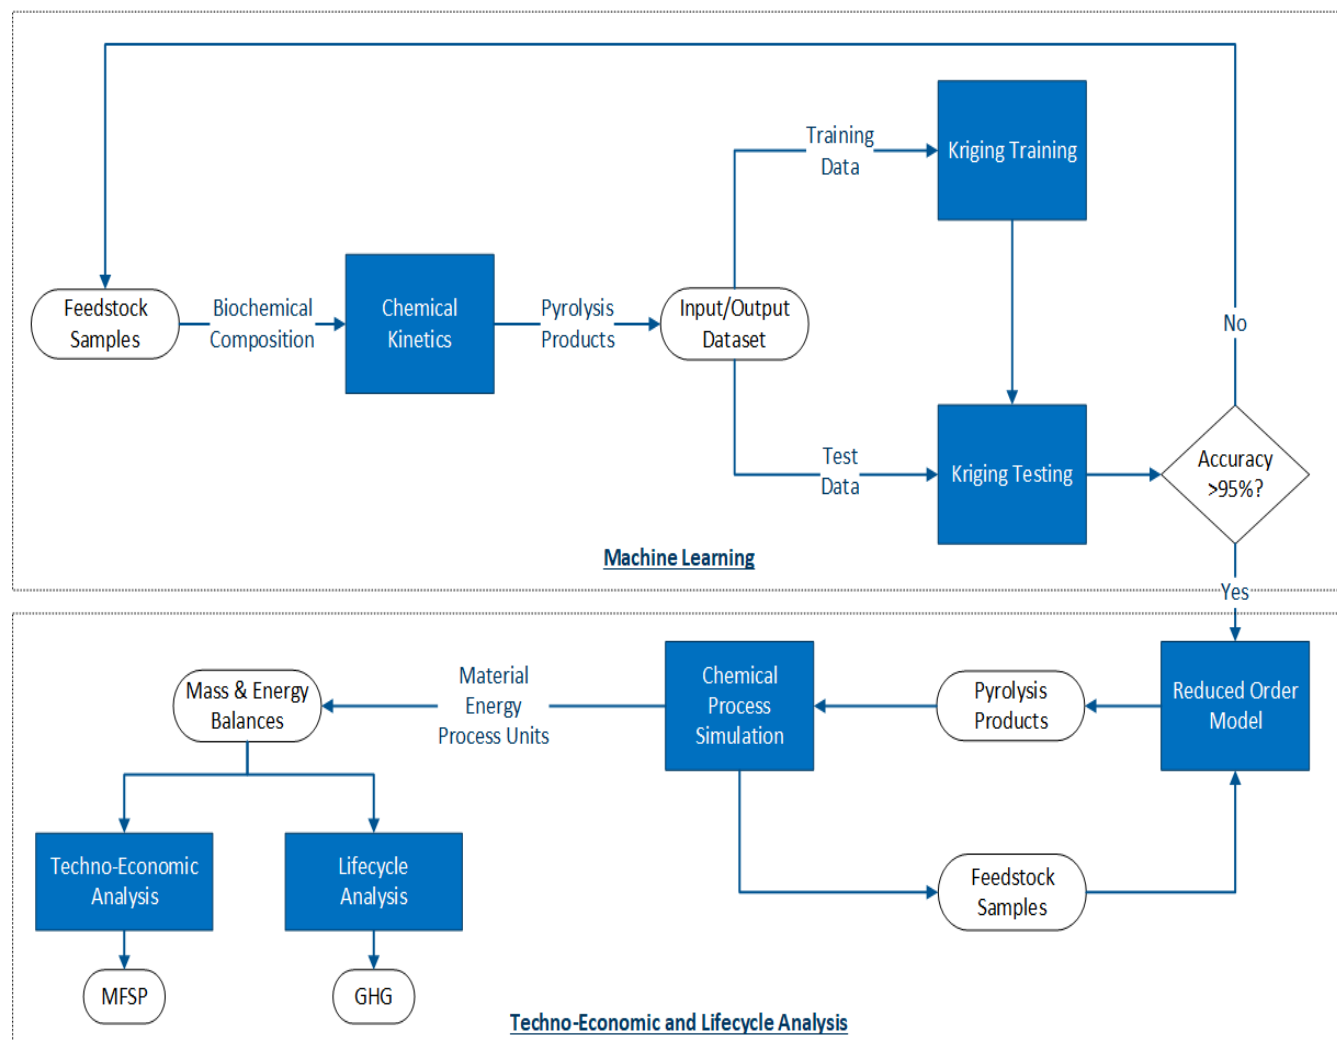 Training
Data
Kriging Training
Feedstock
Samples
Biochemical
Composition
Chemical
Kinetics
Pyrolysis
Products
Input/Output
Dataset
No
Test
Data
Kriging Testing
Accuracy
>95%?
Machine Learning
Yes
Mass & Energy
Balances
Material
Energy
Process Units
Chemical
Process
Simulation
Pyrolysis
Products
Reduced Order
Model
Techno-Economic
Analysis
Lifecycle
Analysis
Feedstock
Samples
MFSP
GHG
Techno-Economic and Lifecycle Analysis